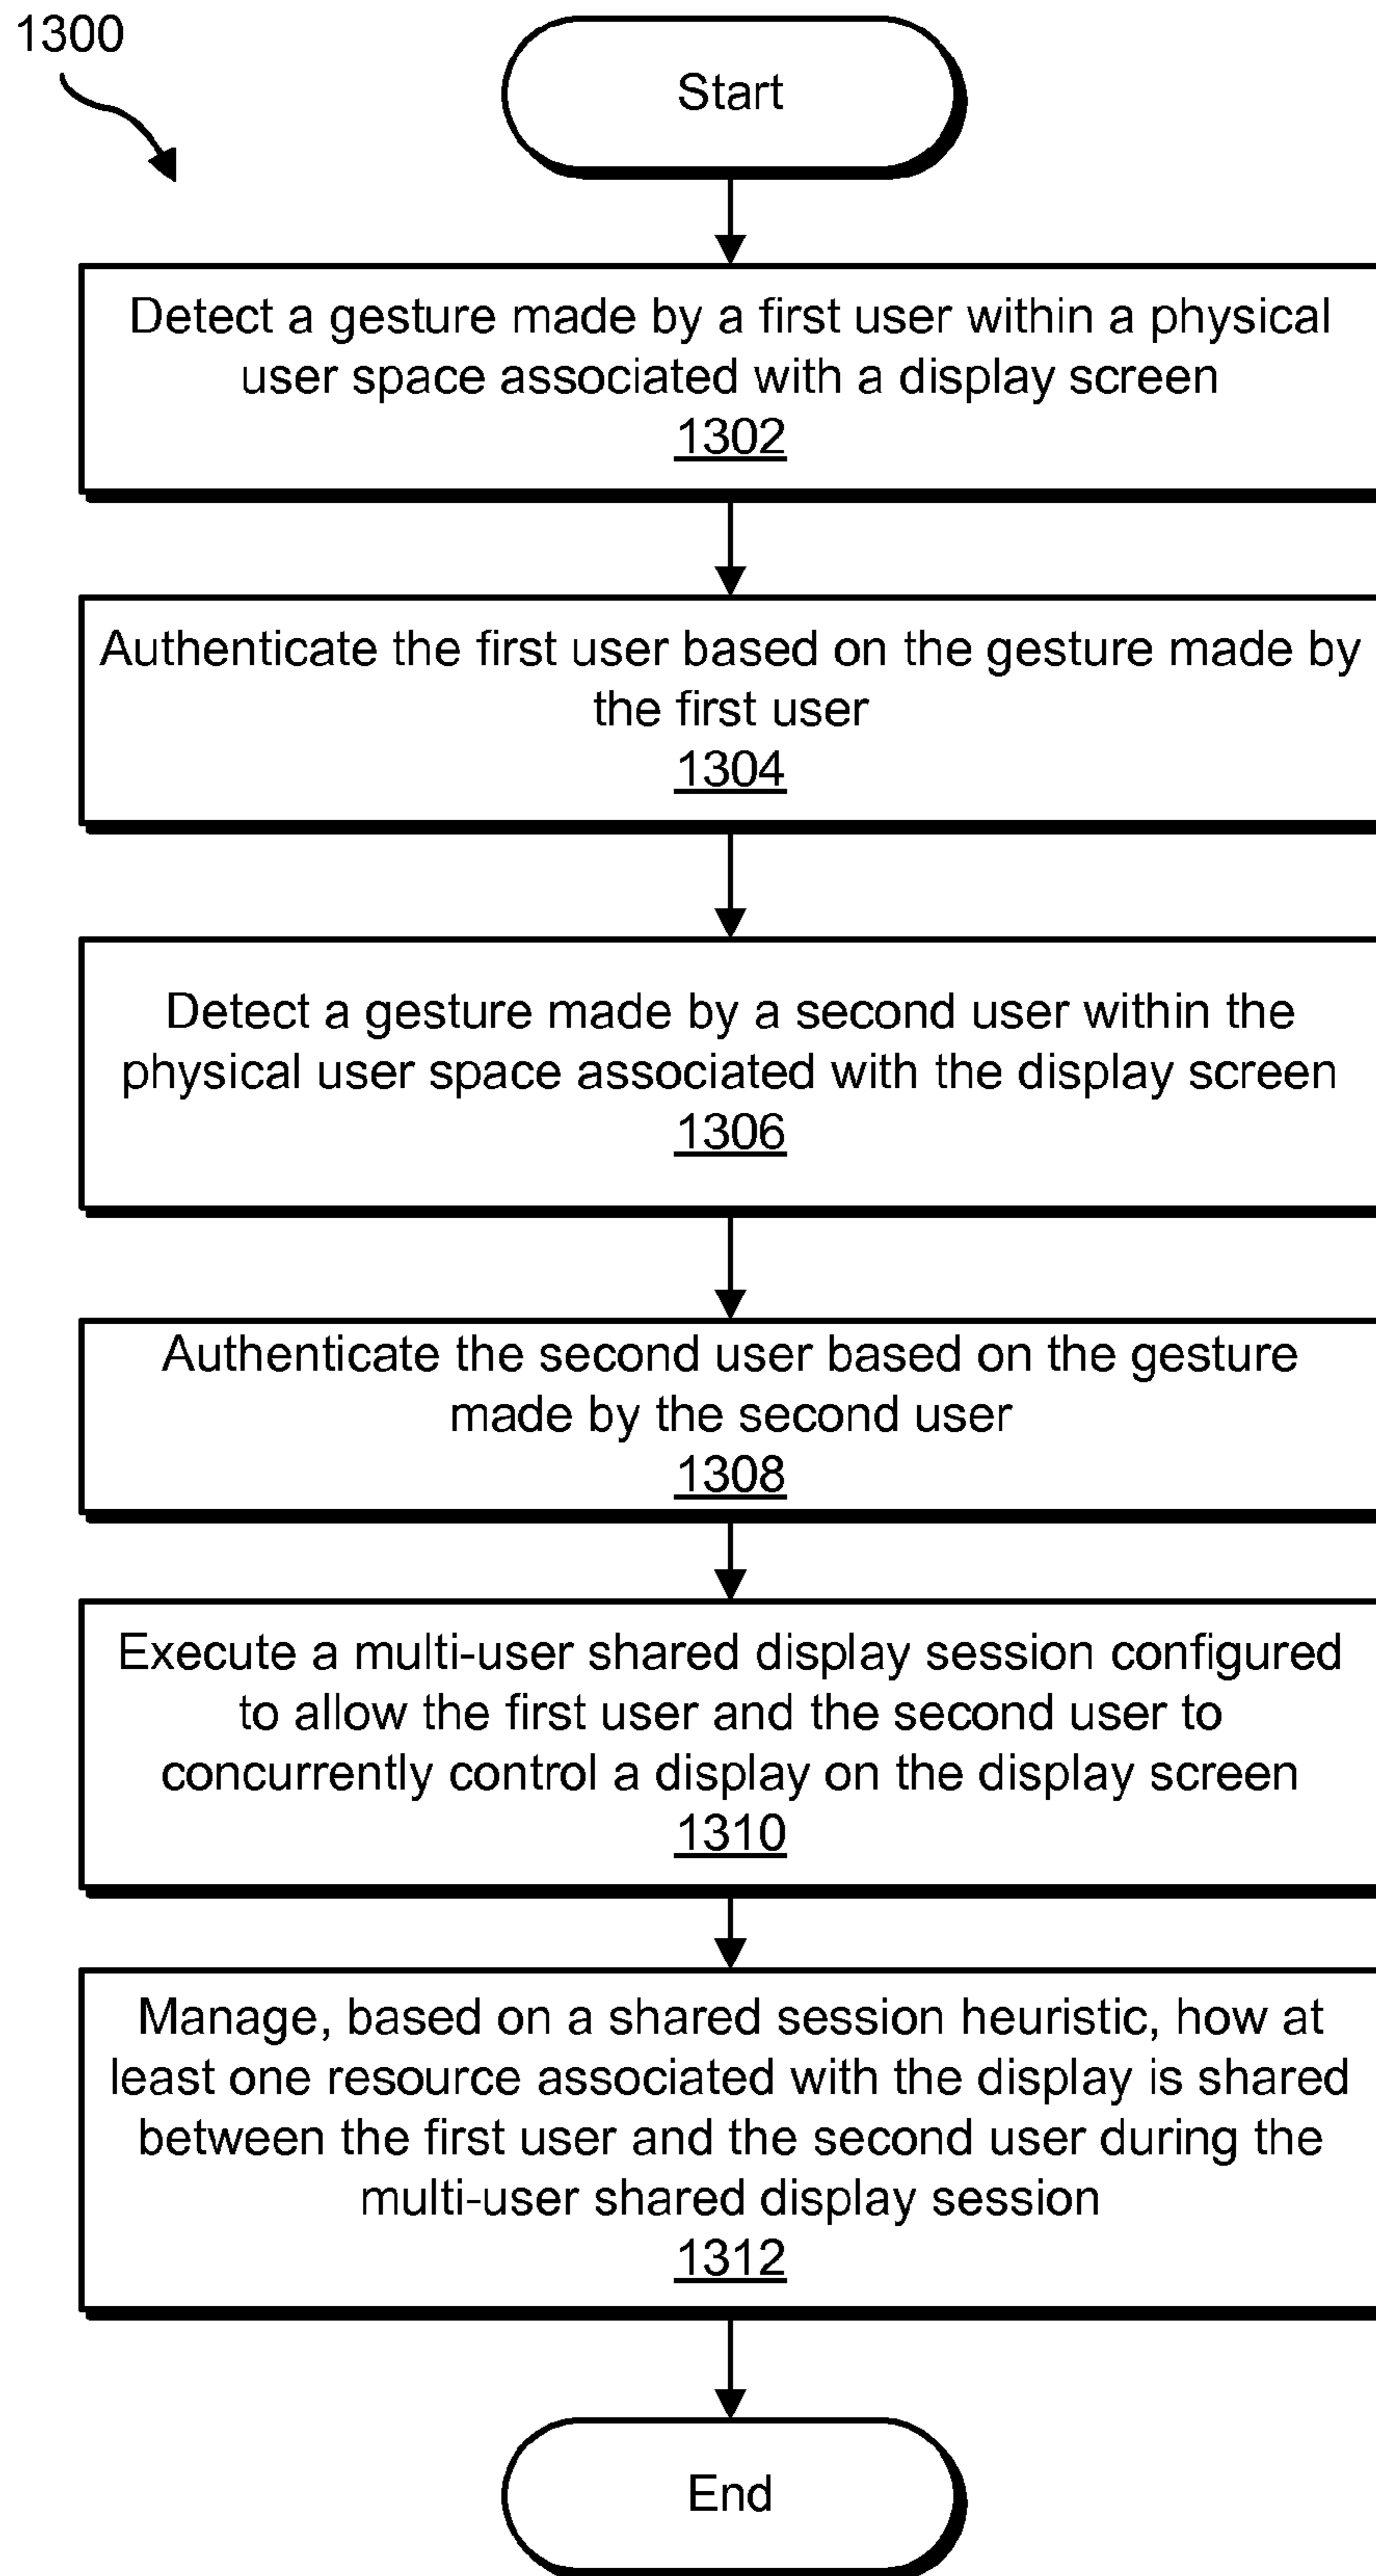 1300
Start
Detect a gesture made by a first user within a physical
user space associated with a display screen
1302
Authenticate the first user based on the gesture made by
the first user
1304
Detect a gesture made by a second user within the
physical user space associated with the display screen
1306
Authenticate the second user based on the gesture
made by the second user
1308
Execute a multi-user shared display session configured
to allow the first user and the second user to
concurrently control a display on the display screen
1310
Manage, based on a shared session heuristic, how at
least one resource associated with the display is shared
between the first user and the second user during the
multi-user shared display session
1312
End